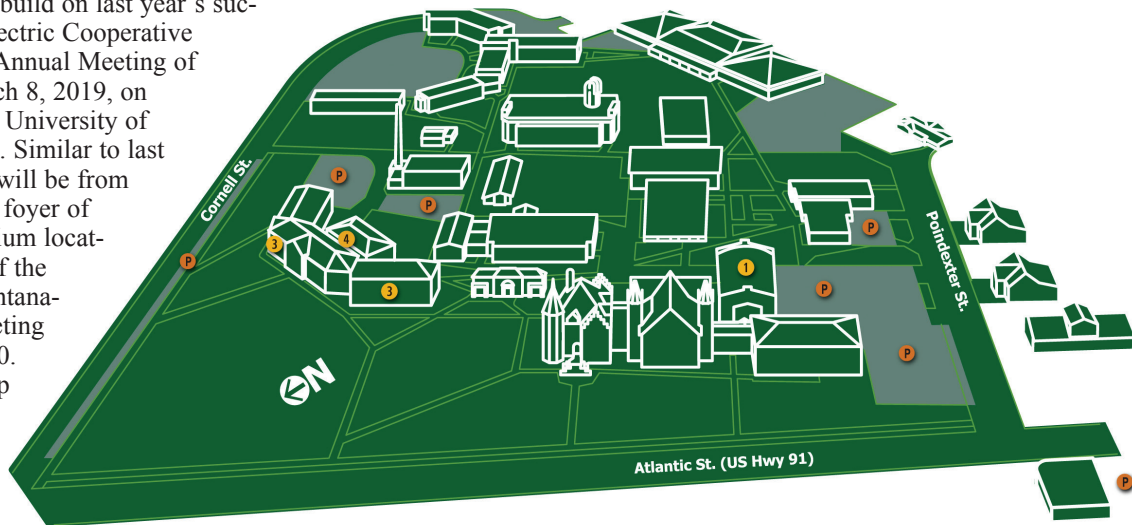 build on last year's suc-
ectric Cooperative
Annual Meeting of
ch 8, 2019, on
University of
. Similar to last
will be from
foyer of
um locat-
f the
ntana-
eting
0.
p
Cornell St.
P
P
P
3
4
3
1
P
P
P
Poindexter St.
N
Atlantic St. (US Hwy 91)
P